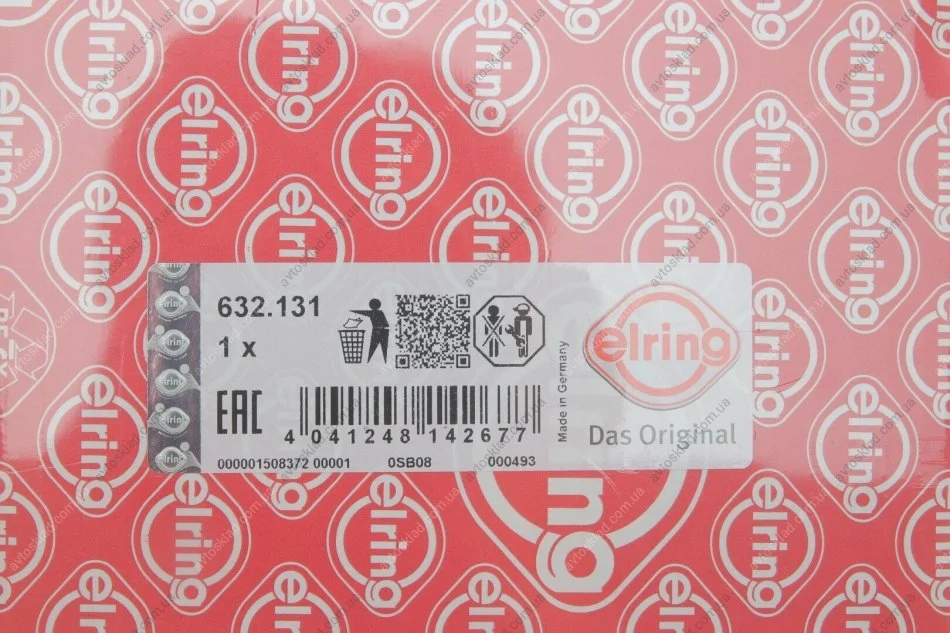 632.131
1 x
EAC
4 041248 142677
000001508372 00001 0SB08 000493
Made in Germany
elring
Das Original